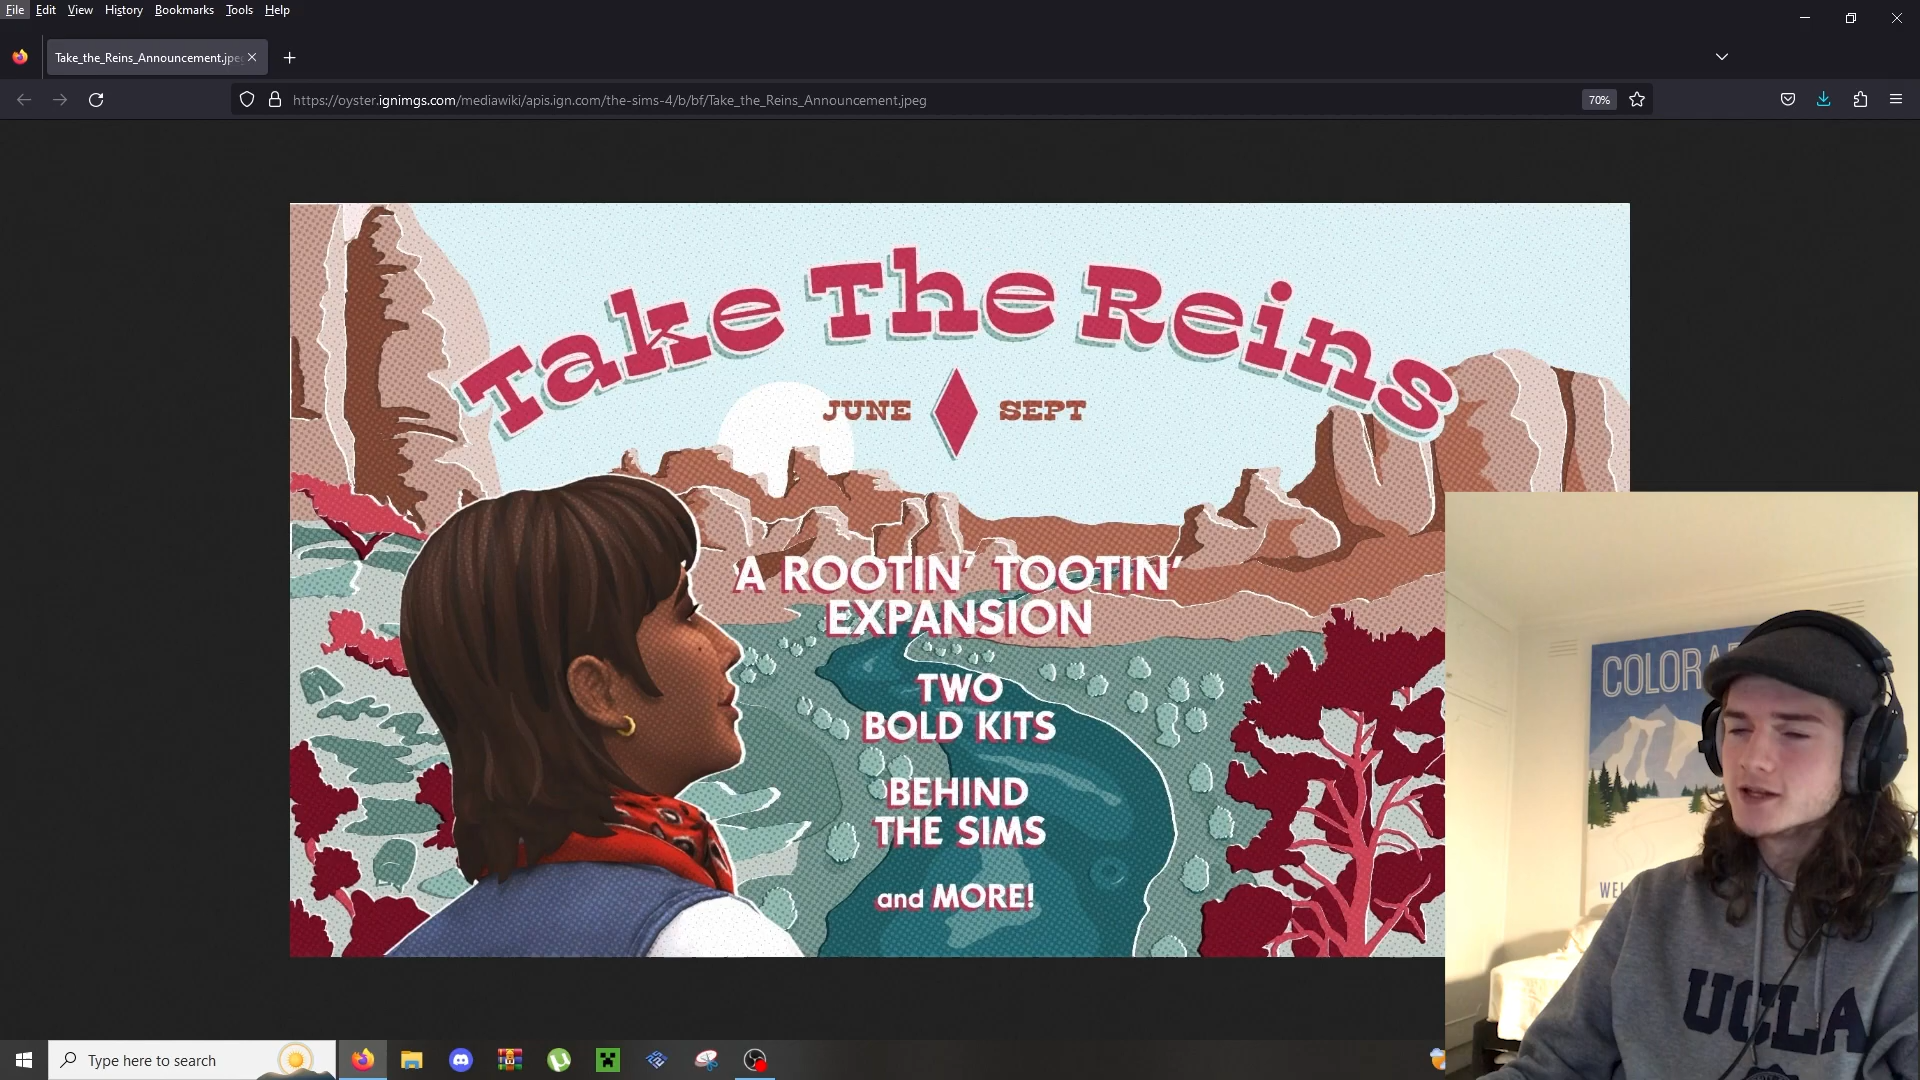 File Edit View History Bookmarks Tools Help
Take_the_Reins_Announcement.jpe
https://oyster.ignimgs.com/mediawiki/apis.ign.com/the-sims-4/b/bf/Take_the_Reins_Announcement.jpeg
70%
Take The Reins
JUNE SEPT
A ROOTIN' TOOTIN'
EXPANSION
TWO
BOLD KITS
BEHIND
THE SIMS
and MORE!
COLORA
WEL
UCLA
Type here to search